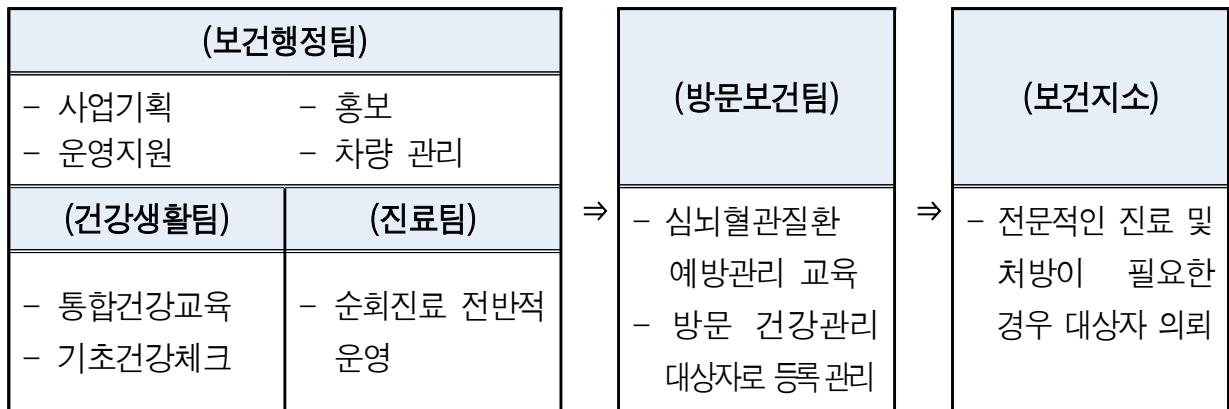 (보건행정팀)
- 사업기획 - 홍보
- 운영지원 - 차량 관리
(건강생활팀) (진료팀)
- 통합건강교육 - 순회진료 전반적
- 기초건강체크 운영
⇒
(방문보건팀)
- 심뇌혈관질환
예방관리 교육
- 방문 건강관리
대상자로 등록 관리
⇒
(보건지소)
- 전문적인 진료 및
처방이 필요한
경우 대상자 의뢰